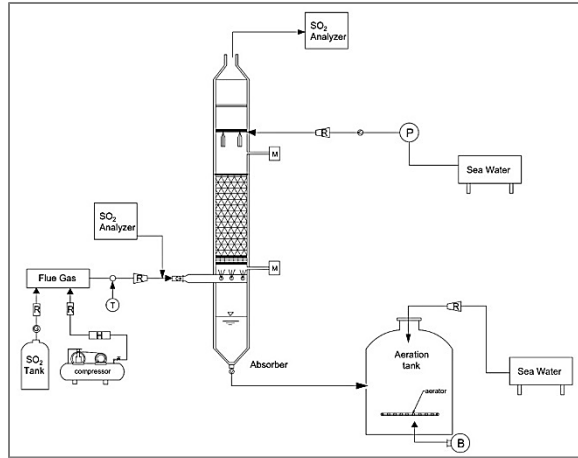 SO2
Analyzer
R
P
M
Sea Water
SO2
Analyzer
M
Flue Gas
R
T
R
R
H
SO2
Tank
compressor
Absorber
R
Aeration
tank
aerator
Sea Water
B